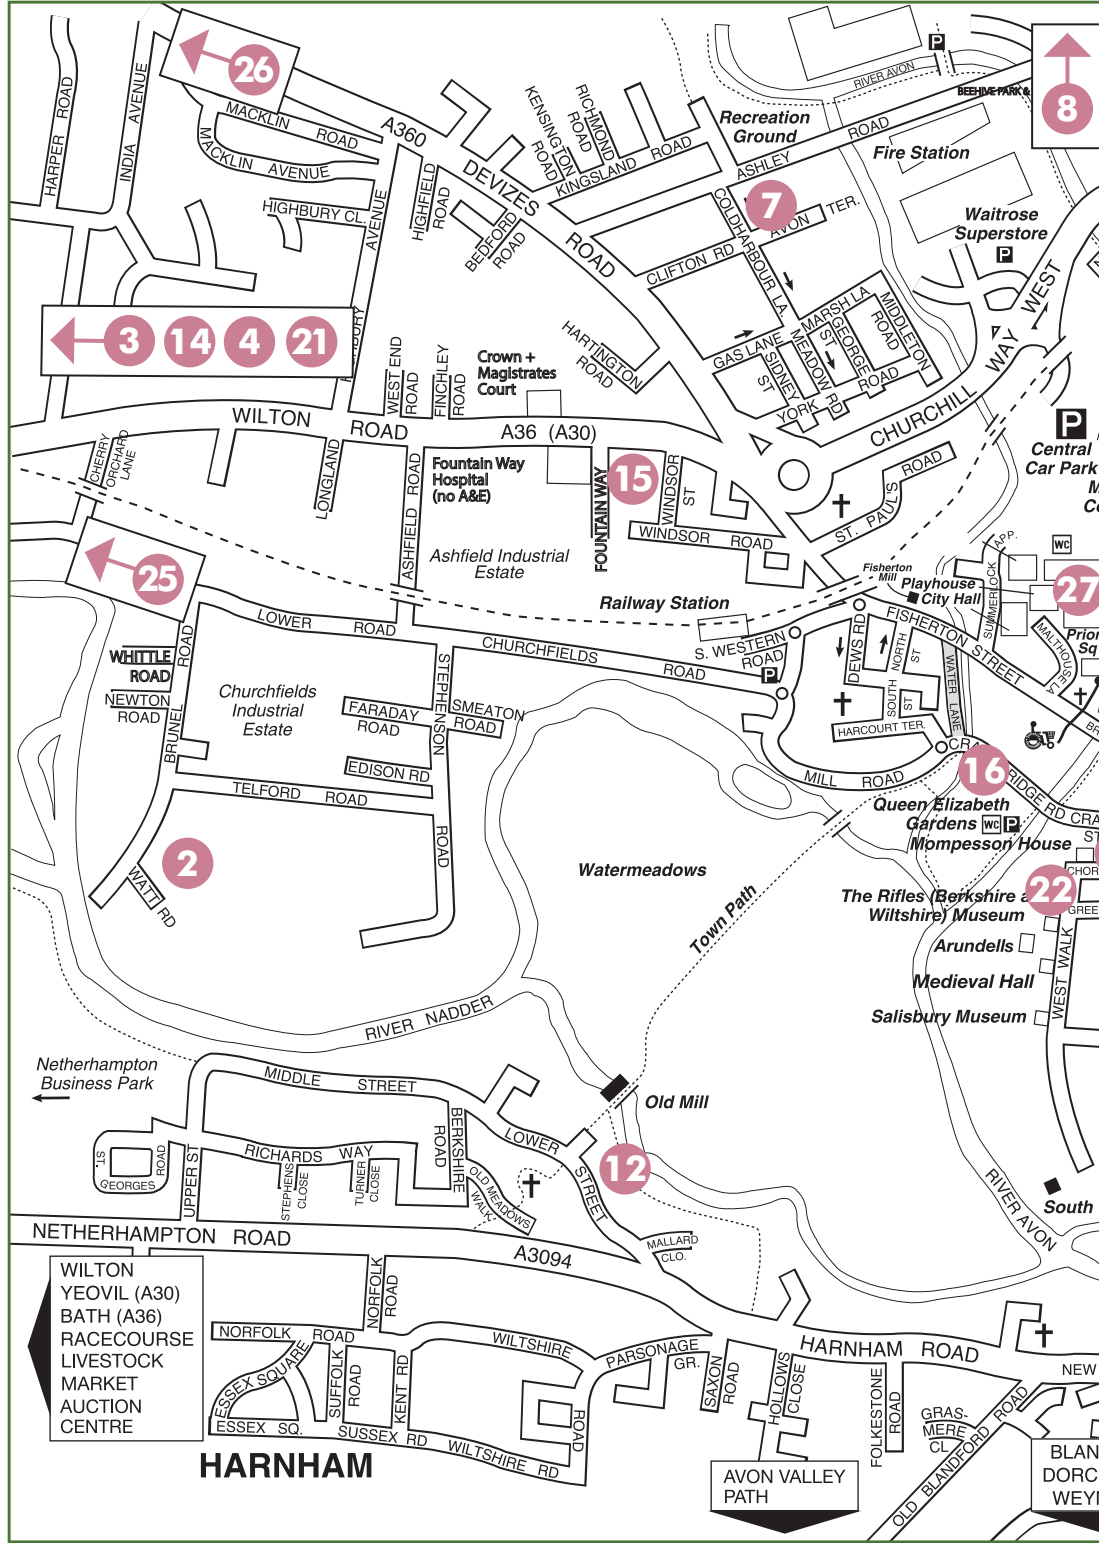 26
8
BEEHIVE PARK &
HARPER ROAD
INDIA AVENUE
MACKLIN ROAD
MACKLIN AVENUE
A360
DEVIZES
ROAD
HIGHBURY CL.
AVENUE
HIGHFIELD
ROAD
BEDFORD
ROAD
KENSINGTON
ROAD
RICHMOND
ROAD
KINGSLAND ROAD
Recreation
Ground
ASHLEY ROAD
RIVER AVON
P
Fire Station
Waitrose
Superstore
P
7
COLDHARBOUR LA.
AVON TER.
CLIFTON RD
MARSH LA
GEORGE
ST
MIDDLETON
ROAD
GAS LANE
SIDNEY
ST
MEADOW RD
YORK ROAD
CHURCHILL WAY WEST
HARTINGTON
ROAD
3 14 4 21
WEST END
ROAD
FINCHLEY
ROAD
Crown +
Magistrates
Court
WILTON ROAD
A36 (A30)
CHERRY
ORCHARD
LANE
LONGLAND
ASHFIELD ROAD
Fountain Way
Hospital
(no A&E)
FOUNTAIN WAY
15
WINDSOR
ST
WINDSOR ROAD
ST. PAUL'S ROAD
P
Central
Car Park
Ashfield Industrial
Estate
25
Railway Station
Fisherton
Mill
Playhouse
City Hall
SUMMERLOCK APP.
WC
27
LOWER ROAD
CHURCHFIELDS ROAD
S. WESTERN
ROAD
P
DEWS RD
NORTH
ST
SOUTH
ST
FISHERTON STREET
WATER LANE
MALTHOUSE LA
Sq
HARCOURT TER.
MILL ROAD
16
WHITTLE
ROAD
NEWTON
ROAD
BRUNEL ROAD
Churchfields
Industrial
Estate
FARADAY
ROAD
SMEATON
ROAD
STEPHENSON
ROAD
EDISON RD
TELFORD ROAD
2
WATT RD
Queen Elizabeth
Gardens WC P
Mompesson House
22
The Rifles (Berkshire
Wiltshire) Museum
WEST WALK
Arundells
Medieval Hall
Salisbury Museum
Watermeadows
Town Path
RIVER NADDER
Netherhampton
Business Park
MIDDLE STREET
Old Mill
12
LOWER STREET
BERKSHIRE
ROAD
OLD MEADOWS
WALK
RICHARDS WAY
STEPHENS
CLOSE
TURNER
CLOSE
ST.
GEORGES
ROAD
UPPER ST
RIVER AVON
South
NETHERHAMPTON ROAD
A3094
MALLARD
CLO.
WILTON
YEOVIL (A30)
BATH (A36)
RACECOURSE
LIVESTOCK
MARKET
AUCTION
CENTRE
NORFOLK
ROAD
NORFOLK ROAD
ESSEX SQUARE
ESSEX SQ.
SUFFOLK
ROAD
KENT RD
SUSSEX RD
WILTSHIRE
ROAD
WILTSHIRE RD
PARSONAGE
GR.
SAXON
ROAD
HOLLOWS
CLOSE
HARNHAM ROAD
NEW
FOLKESTONE
ROAD
GRAS-
MERE
CL
OLD BLANDFORD ROAD
HARNHAM
AVON VALLEY
PATH
BLAN
DORC
WEYM